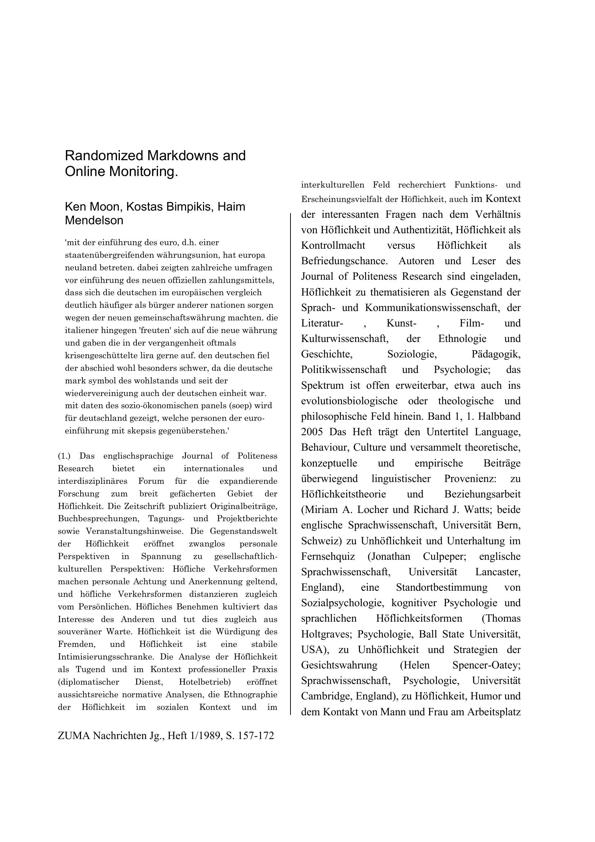 Randomized Markdowns and
Online Monitoring.
Ken Moon, Kostas Bimpikis, Haim
Mendelson
'mit der einführung des euro, d.h. einer
staatenübergreifenden währungsunion, hat europa
neuland betreten. dabei zeigten zahlreiche umfragen
vor einführung des neuen offiziellen zahlungsmittels,
dass sich die deutschen im europäischen vergleich
deutlich häufiger als bürger anderer nationen sorgen
wegen der neuen gemeinschaftswährung machten. die
italiener hingegen 'freuten' sich auf die neue währung
und gaben die in der vergangenheit oftmals
krisengeschüttelte lira gerne auf. den deutschen fiel
der abschied wohl besonders schwer, da die deutsche
mark symbol des wohlstands und seit der
wiedervereinigung auch der deutschen einheit war.
mit daten des sozio-ökonomischen panels (soep) wird
für deutschland gezeigt, welche personen der euro-
einführung mit skepsis gegenüberstehen.'
(1.) Das englischsprachige Journal of Politeness
Research bietet ein internationales und
interdisziplinäres Forum für die expandierende
Forschung zum breit gefächerten Gebiet der
Höflichkeit. Die Zeitschrift publiziert Originalbeiträge,
Buchbesprechungen, Tagungs- und Projektberichte
sowie Veranstaltungshinweise. Die Gegenstandswelt
der Höflichkeit eröffnet zwanglos personale
Perspektiven in Spannung zu gesellschaftlich-
kulturellen Perspektiven: Höfliche Verkehrsformen
machen personale Achtung und Anerkennung geltend,
und höfliche Verkehrsformen distanzieren zugleich
vom Persönlichen. Höfliches Benehmen kultiviert das
Interesse des Anderen und tut dies zugleich aus
souveräner Warte. Höflichkeit ist die Würdigung des
Fremden, und Höflichkeit ist eine stabile
Intimisierungsschranke. Die Analyse der Höflichkeit
als Tugend und im Kontext professioneller Praxis
(diplomatischer Dienst, Hotelbetrieb) eröffnet
aussichtsreiche normative Analysen, die Ethnographie
der Höflichkeit im sozialen Kontext und im
interkulturellen Feld recherchiert Funktions- und
Erscheinungsvielfalt der Höflichkeit, auch im Kontext
der interessanten Fragen nach dem Verhältnis
von Höflichkeit und Authentizität, Höflichkeit als
Kontrollmacht versus Höflichkeit als
Befriedungschance. Autoren und Leser des
Journal of Politeness Research sind eingeladen,
Höflichkeit zu thematisieren als Gegenstand der
Sprach- und Kommunikationswissenschaft, der
Literatur- , Kunst- , Film- und
Kulturwissenschaft, der Ethnologie und
Geschichte, Soziologie, Pädagogik,
Politikwissenschaft und Psychologie; das
Spektrum ist offen erweiterbar, etwa auch ins
evolutionsbiologische oder theologische und
philosophische Feld hinein. Band 1, 1. Halbband
2005 Das Heft trägt den Untertitel Language,
Behaviour, Culture und versammelt theoretische,
konzeptuelle und empirische Beiträge
überwiegend linguistischer Provenienz: zu
Höflichkeitstheorie und Beziehungsarbeit
(Miriam A. Locher und Richard J. Watts; beide
englische Sprachwissenschaft, Universität Bern,
Schweiz) zu Unhöflichkeit und Unterhaltung im
Fernsehquiz (Jonathan Culpeper; englische
Sprachwissenschaft, Universität Lancaster,
England), eine Standortbestimmung von
Sozialpsychologie, kognitiver Psychologie und
sprachlichen Höflichkeitsformen (Thomas
Holtgraves; Psychologie, Ball State Universität,
USA), zu Unhöflichkeit und Strategien der
Gesichtswahrung (Helen Spencer-Oatey;
Sprachwissenschaft, Psychologie, Universität
Cambridge, England), zu Höflichkeit, Humor und
dem Kontakt von Mann und Frau am Arbeitsplatz
ZUMA Nachrichten Jg., Heft 1/1989, S. 157-172